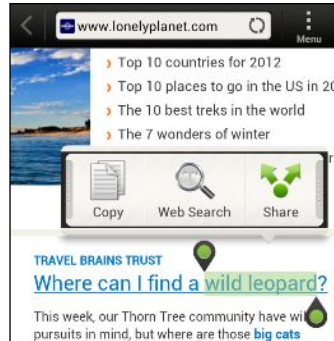 www.lonelyplanet.com
Menu
Top 10 countries for 2012
Top 10 places to go in the US in 20
The 10 best treks in the world
The 7 wonders of winter
Copy
Web Search
Share
TRAVEL BRAINS TRUST
Where can I find a wild leopard?
This week, our Thorn Tree community have
pursuits in mind, but where are those big cats